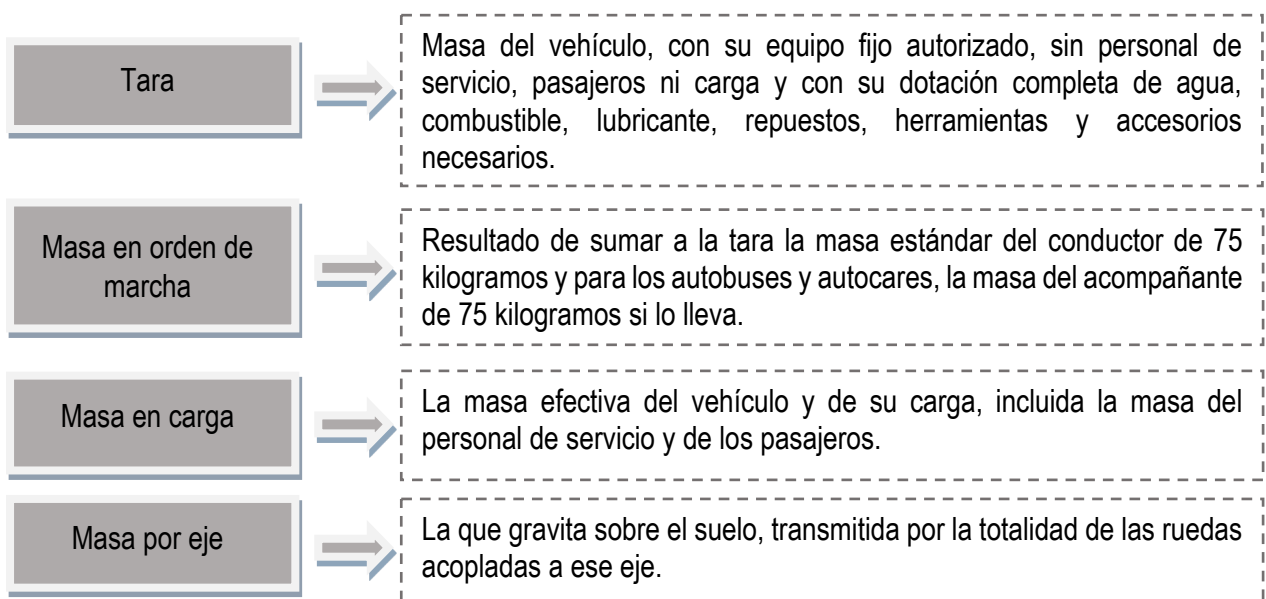 Tara
Masa del vehículo, con su equipo fijo autorizado, sin personal de
servicio, pasajeros ni carga y con su dotación completa de agua,
combustible, lubricante, repuestos, herramientas y accesorios
necesarios.
Masa en orden de
marcha
Resultado de sumar a la tara la masa estándar del conductor de 75
kilogramos y para los autobuses y autocares, la masa del acompañante
de 75 kilogramos si lo lleva.
Masa en carga
La masa efectiva del vehículo y de su carga, incluida la masa del
personal de servicio y de los pasajeros.
Masa por eje
La que gravita sobre el suelo, transmitida por la totalidad de las ruedas
acopladas a ese eje.